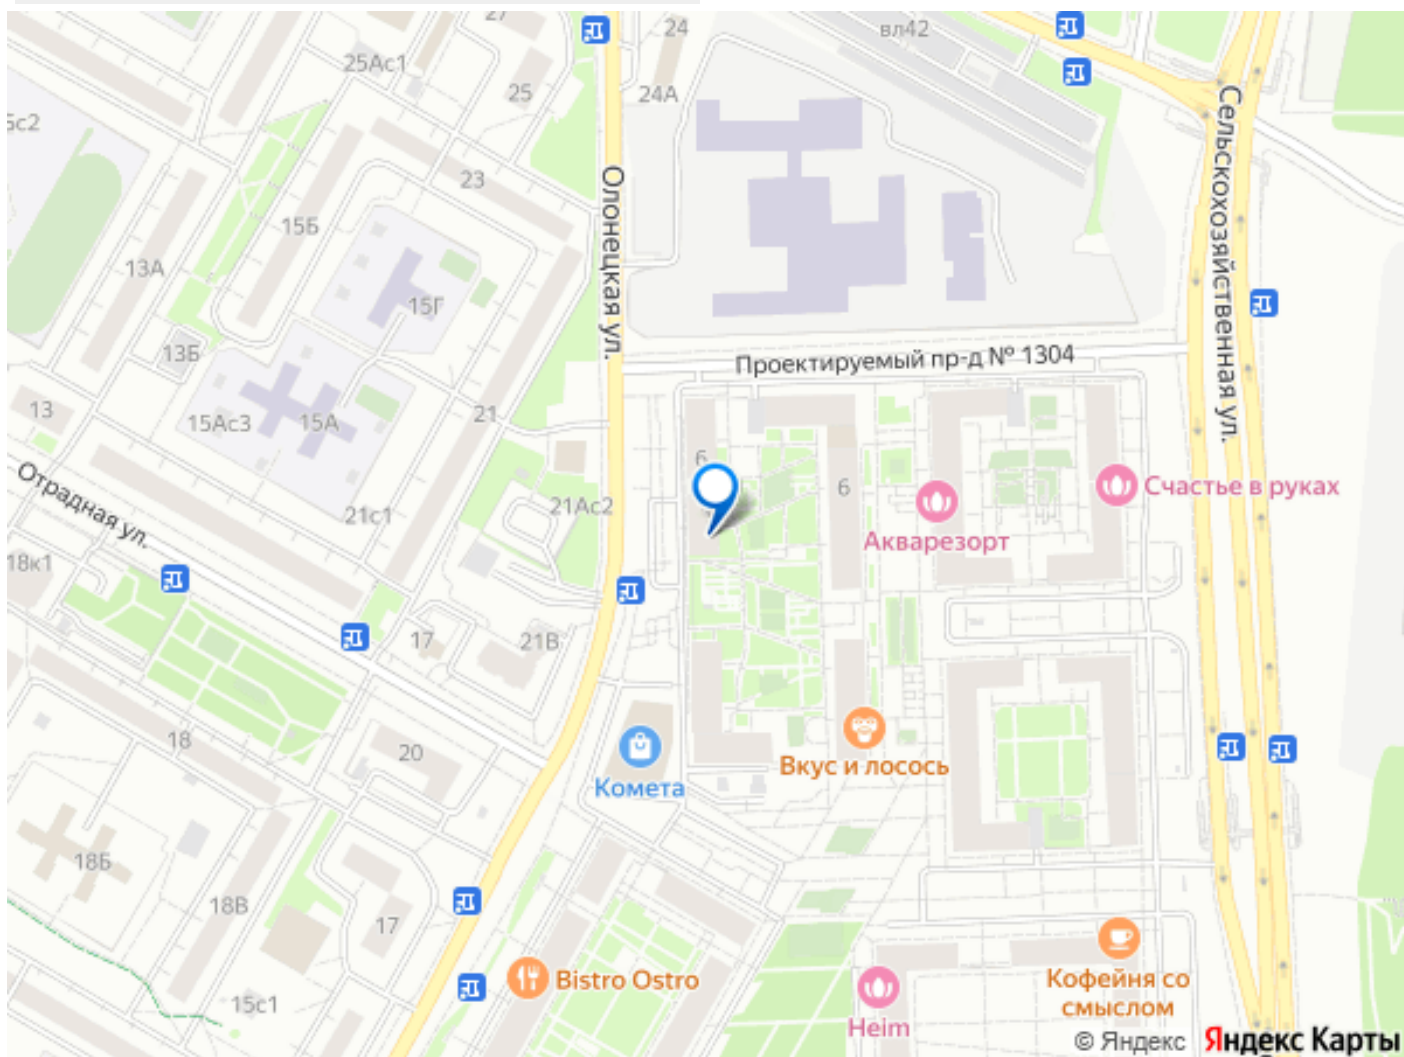 27
24
вл42
25Ас1
25
24А
5с2
Сельскохозяйственная ул.
Олонецкая ул.
23
15Б
13А
15Г
13Б
Проектируемый пр-д № 1304
13
15Ас3
15А
21
6
6
Отрадная ул.
21с1
21Ас2
Счастье в руках
Акварезорт
18к1
17
21В
18
20
Вкус и лосось
Комета
18Б
18В
17
Bistro Ostro
15с1
Кофейня со
смыслом
Heim
© Яндекс Яндекс Карты